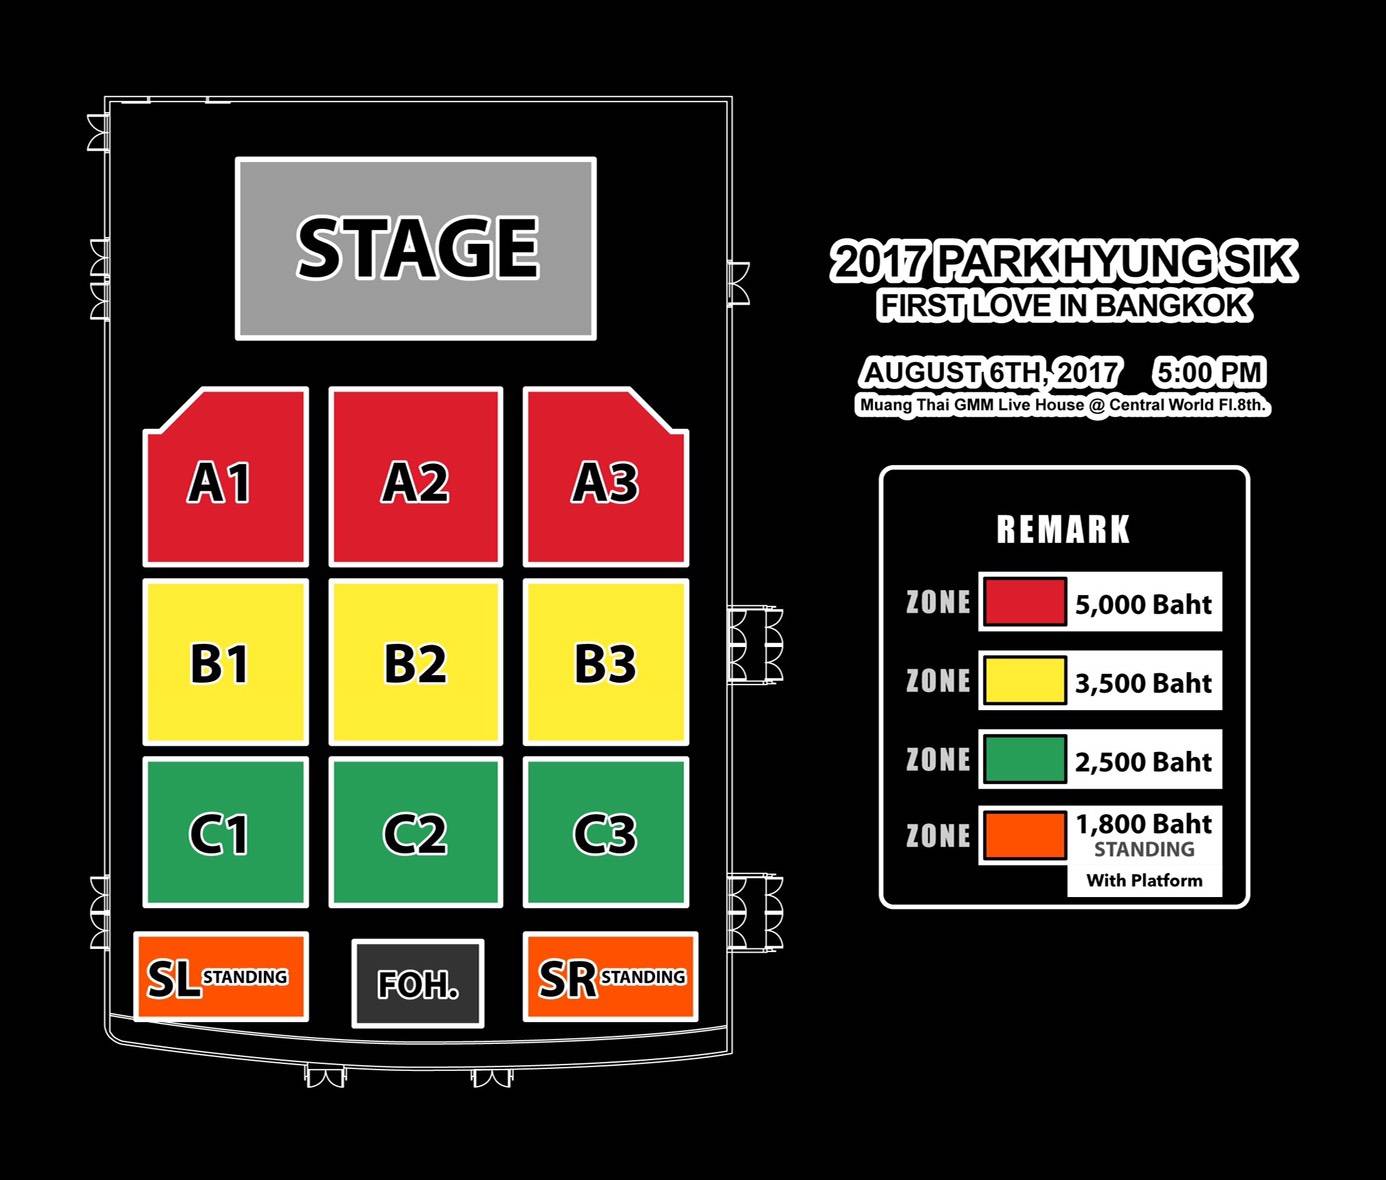 STAGE
A1 A2 A3
B1 B2 B3
C1 C2 C3
SL STANDING FOH. SR STANDING
2017 PARK HYUNG SIK
FIRST LOVE IN BANGKOK
AUGUST 6TH, 2017 5:00 PM
Muang Thai GMM Live House @ Central World Fl.8th.
REMARK
ZONE 5,000 Baht
ZONE 3,500 Baht
ZONE 2,500 Baht
ZONE 1,800 Baht
STANDING
With Platform